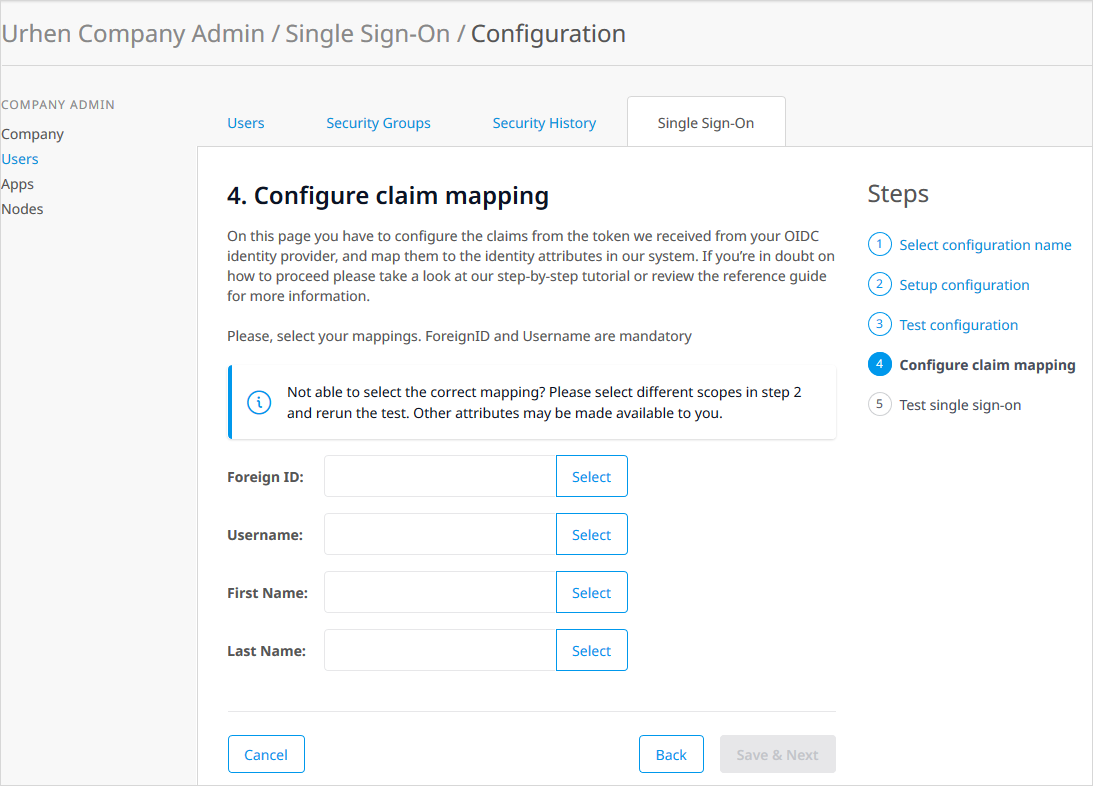 Urhen Company Admin / Single Sign-On / Configuration
COMPANY ADMIN
Company
Users
Apps
Nodes
Users
Security Groups
Security History
Single Sign-On
4. Configure claim mapping
On this page you have to configure the claims from the token we received from your OIDC
identity provider, and map them to the identity attributes in our system. If you're in doubt on
how to proceed please take a look at our step-by-step tutorial or review the reference guide
for more information.
Please, select your mappings. ForeignID and Username are mandatory
Not able to select the correct mapping? Please select different scopes in step 2
and rerun the test. Other attributes may be made available to you.
Foreign ID:
Select
Username:
Select
First Name:
Select
Last Name:
Select
Cancel
Back
Save & Next
Steps
1 Select configuration name
2 Setup configuration
3 Test configuration
4 Configure claim mapping
5 Test single sign-on